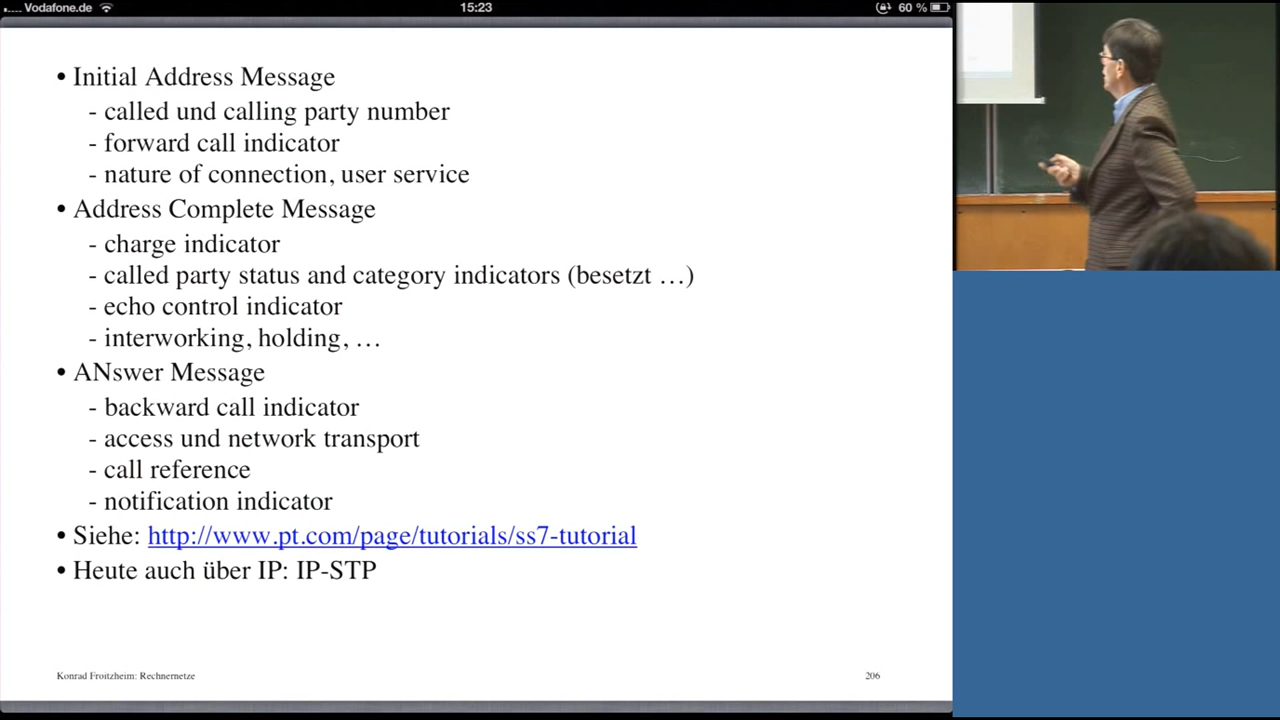 Vodafone.de
15:23
60 %
• Initial Address Message
- called und calling party number
- forward call indicator
- nature of connection, user service
• Address Complete Message
- charge indicator
- called party status and category indicators (besetzt …)
- echo control indicator
- interworking, holding, …
• ANswer Message
- backward call indicator
- access und network transport
- call reference
- notification indicator
• Siehe: http://www.pt.com/page/tutorials/ss7-tutorial
• Heute auch über IP: IP-STP
Konrad Froitzheim: Rechnernetze
206